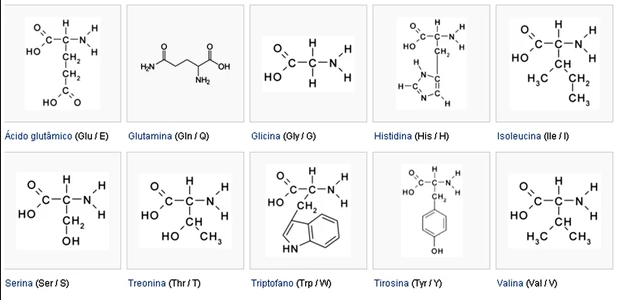 Ácido glutâmico (Glu / E)
Glutamina (Gln / Q)
Glicina (Gly / G)
Histidina (His / H)
Isoleucina (Ile / I)
Serina (Ser / S)
Treonina (Thr / T)
Triptofano (Trp / W)
Tirosina (Tyr / Y)
Valina (Val / V)